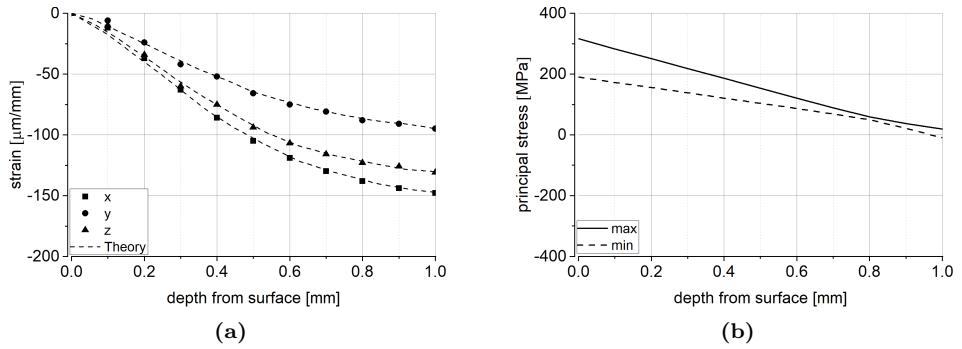 0
-50
-100
-150
-200
strain [µm/mm]
x
y
z
Theory
0.0 0.2 0.4 0.6 0.8 1.0
depth from surface [mm]
(a)
400
200
0
-200
-400
principal stress [MPa]
max
min
0.0 0.2 0.4 0.6 0.8 1.0
depth from surface [mm]
(b)